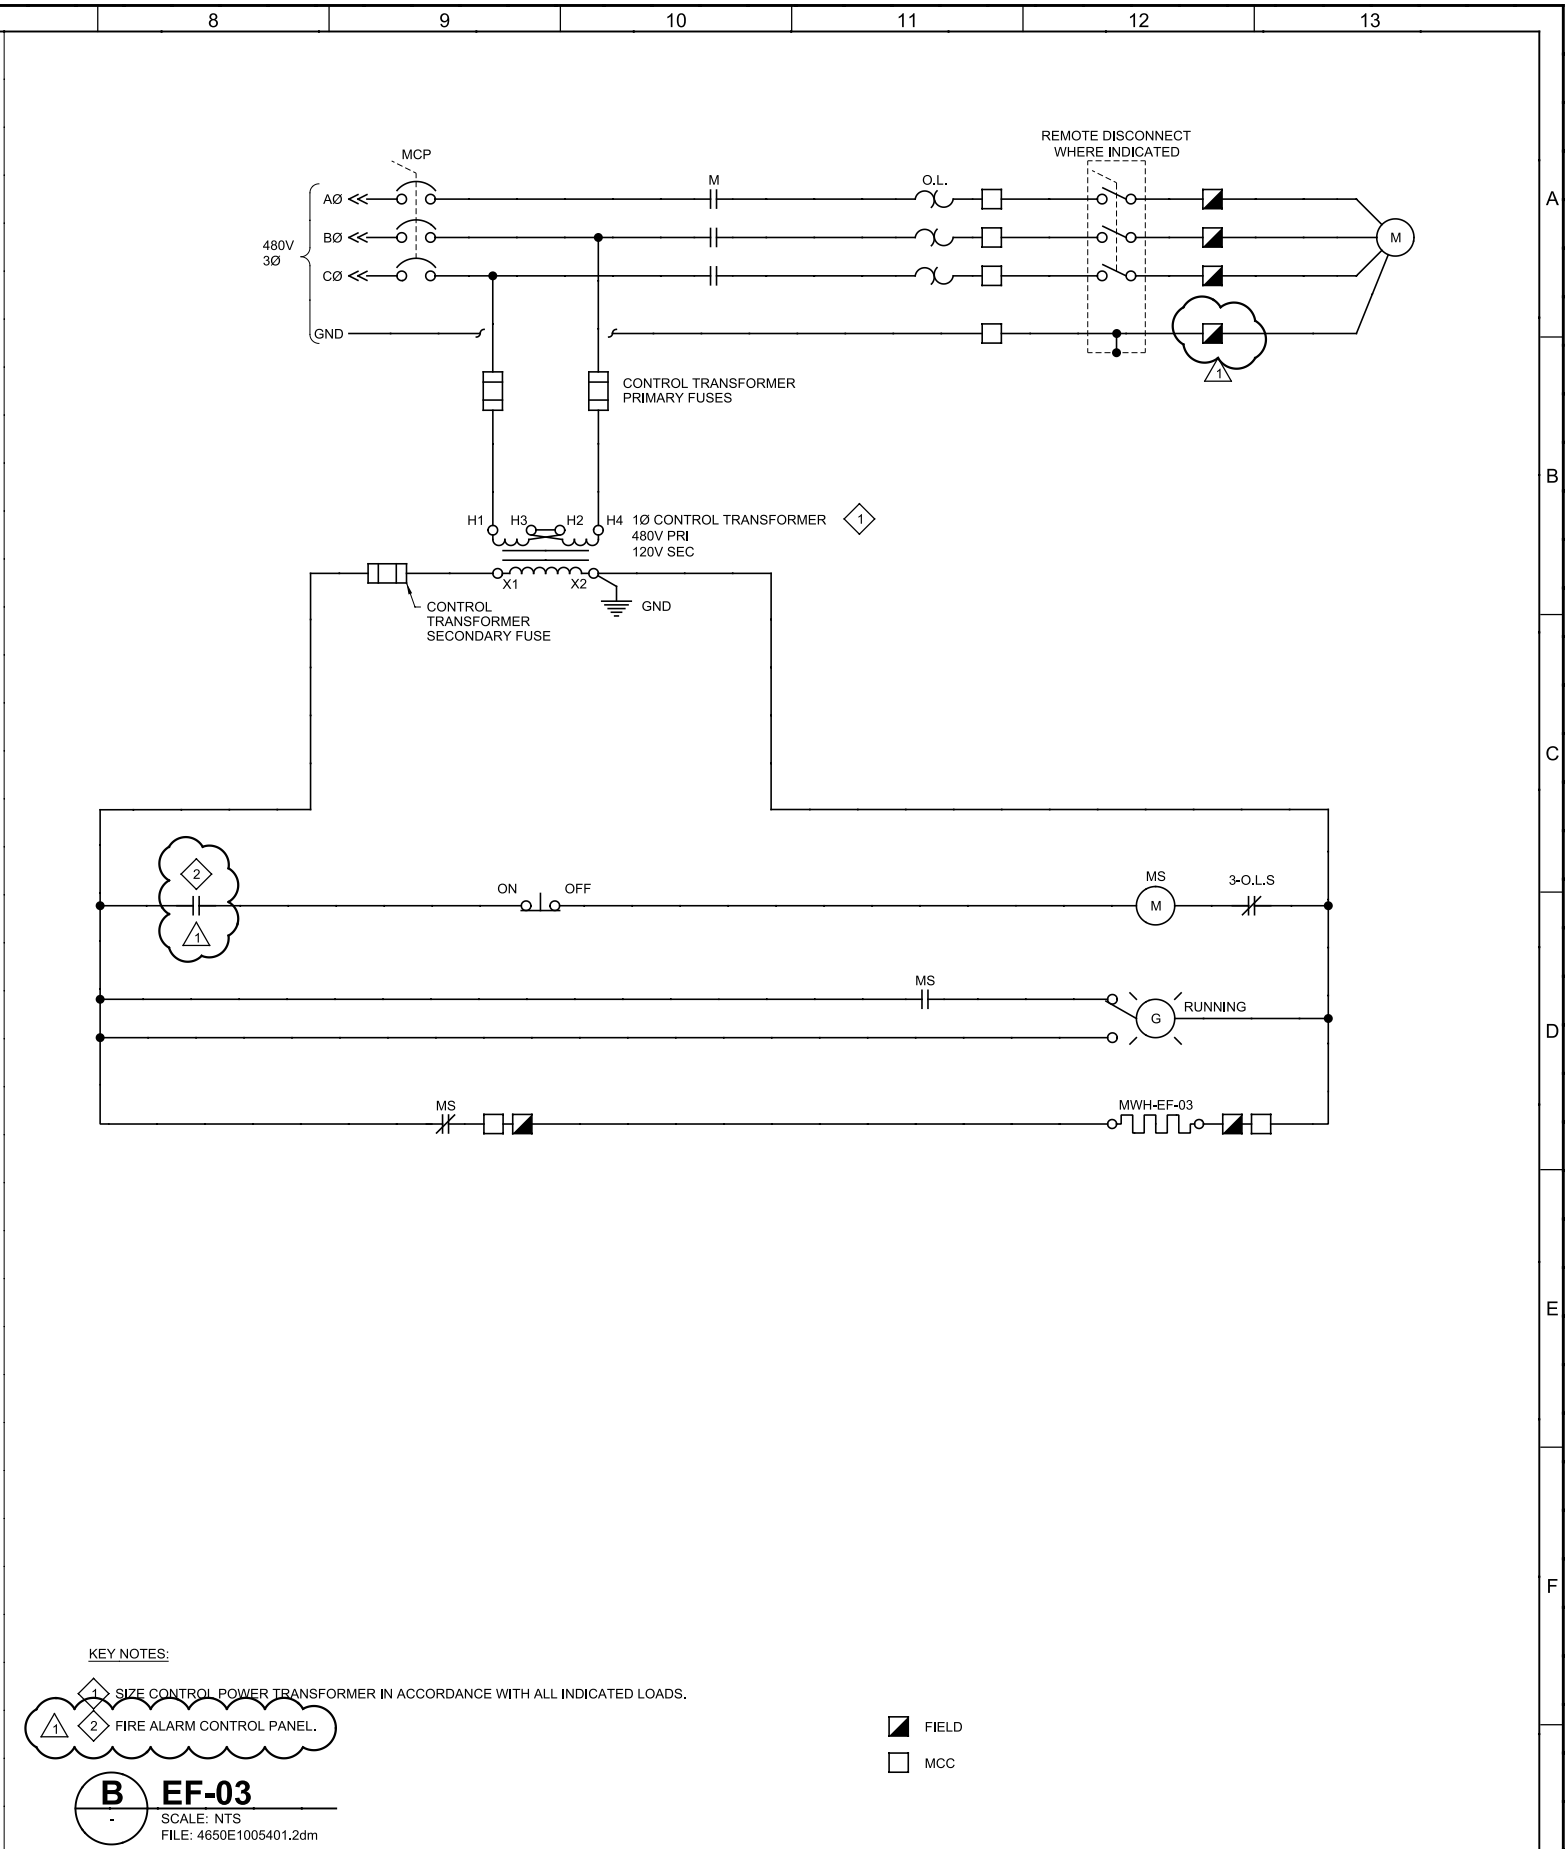 8 9 10 11 12 13
REMOTE DISCONNECT
WHERE INDICATED
MCP
M
O.L.
AØ
A
480V
3Ø
BØ
M
CØ
GND
1
CONTROL TRANSFORMER
PRIMARY FUSES
B
H1 H3 H2 H4
1Ø CONTROL TRANSFORMER
480V PRI
120V SEC
1
X1 X2
GND
CONTROL
TRANSFORMER
SECONDARY FUSE
C
2
1
ON OFF
MS
M
3-O.L.S
MS
G
RUNNING
D
MS
MWH-EF-03
E
F
KEY NOTES:
1 SIZE CONTROL POWER TRANSFORMER IN ACCORDANCE WITH ALL INDICATED LOADS.
1 2 FIRE ALARM CONTROL PANEL.
FIELD
MCC
B
-
EF-03
SCALE: NTS
FILE: 4650E1005401.2dm